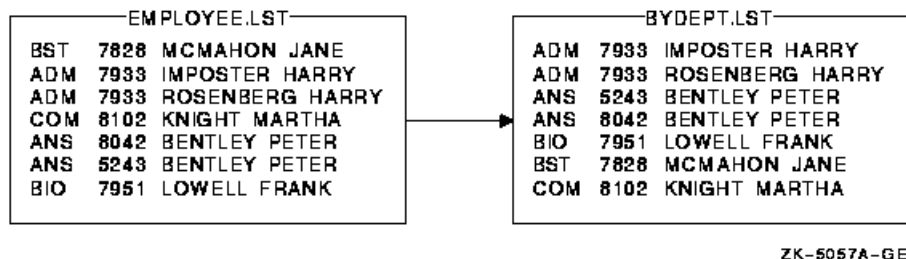 EMPLOYEE.LST
BST 7828 MCMAHON JANE
ADM 7933 IMPOSTER HARRY
ADM 7933 ROSENBERG HARRY
COM 8102 KNIGHT MARTHA
ANS 8042 BENTLEY PETER
ANS 5243 BENTLEY PETER
BIO 7951 LOWELL FRANK
BYDEPT.LST
ADM 7933 IMPOSTER HARRY
ADM 7933 ROSENBERG HARRY
ANS 5243 BENTLEY PETER
ANS 8042 BENTLEY PETER
BIO 7951 LOWELL FRANK
BST 7828 MCMAHON JANE
COM 8102 KNIGHT MARTHA
ZK-5057A-GE